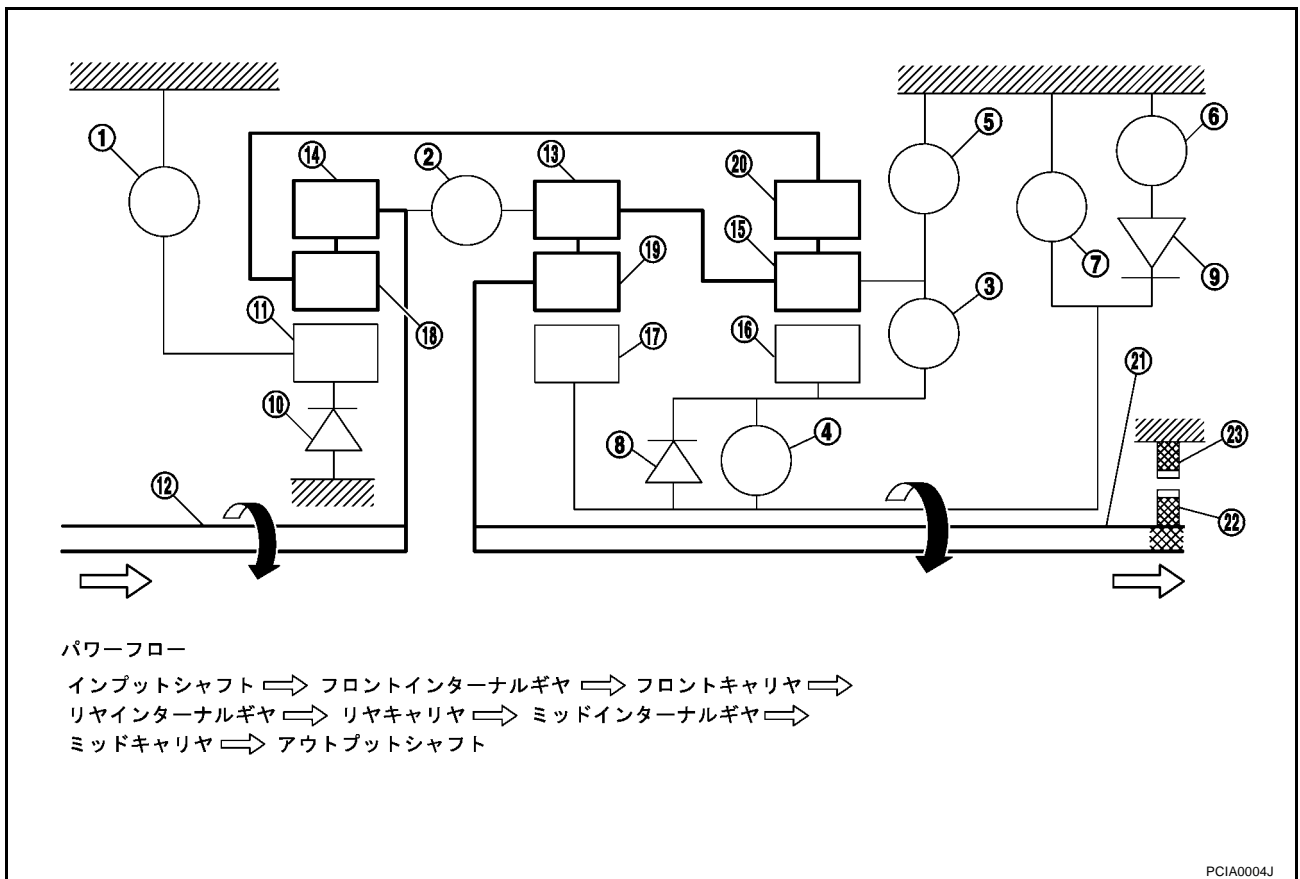 ① ② ③ ④ ⑤ ⑥ ⑦ ⑧ ⑨ ⑩ ⑪ ⑫ ⑬ ⑭ ⑮ ⑯ ⑰ ⑱ ⑲ ⑳ ㉑ ㉒ ㉓
パワーフロー
インプットシャフト ⇨ フロントインターナルギヤ ⇨ フロントキャリヤ ⇨
リヤインターナルギヤ ⇨ リヤキャリヤ ⇨ ミッドインターナルギヤ ⇨
ミッドキャリヤ ⇨ アウトプットシャフト
PCIA0004J